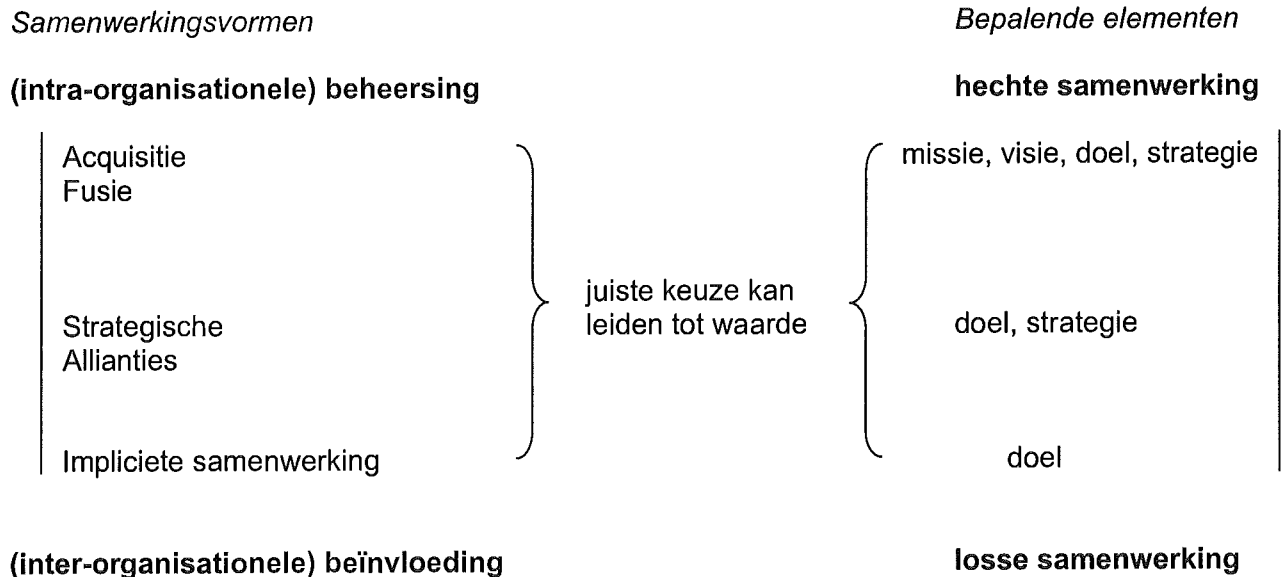 Samenwerkingsvormen
Bepalende elementen
(intra-organisationele) beheersing
hechte samenwerking
Acquisitie
Fusie
missie, visie, doel, strategie
juiste keuze kan
leiden tot waarde
Strategische
Allianties
doel, strategie
Impliciete samenwerking
doel
(inter-organisationele) beïnvloeding
losse samenwerking